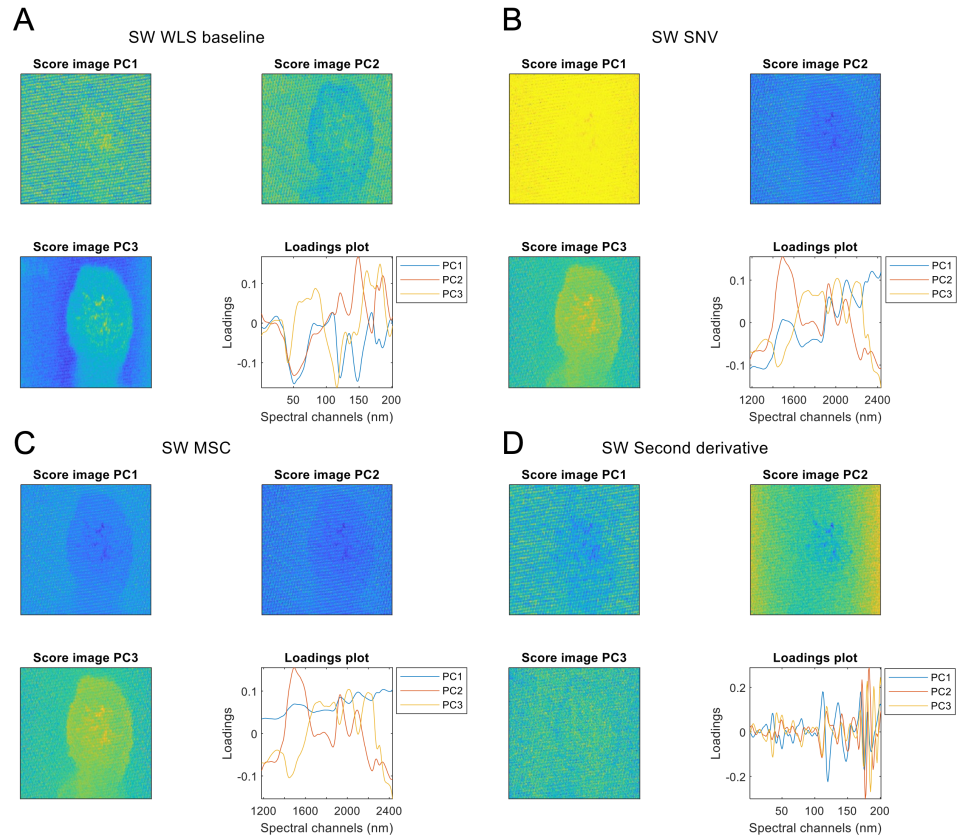 A
SW WLS baseline
Score image PC1
Score image PC2
Score image PC3
Loadings plot
PC1
PC2
PC3
Loadings
0.1
0
-0.1
0 50 100 150 200
Spectral channels (nm)
B
SW SNV
Score image PC1
Score image PC2
Score image PC3
Loadings plot
PC1
PC2
PC3
Loadings
0.1
0
-0.1
1200 1600 2000 2400
Spectral channels (nm)
C
SW MSC
Score image PC1
Score image PC2
Score image PC3
Loadings plot
PC1
PC2
PC3
Loadings
0.1
0
-0.1
1200 1600 2000 2400
Spectral channels (nm)
D
SW Second derivative
Score image PC1
Score image PC2
Score image PC3
Loadings plot
PC1
PC2
PC3
Loadings
0.2
0
-0.2
50 100 150 200
Spectral channels (nm)